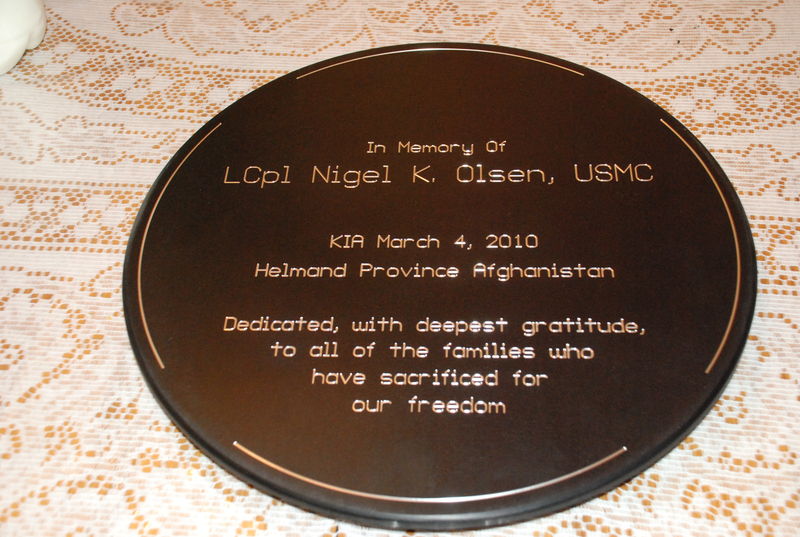 In Memory Of
LCpl Nigel K. Olsen, USMC
KIA March 4, 2010
Helmand Province Afghanistan
Dedicated, with deepest gratitude,
to all of the families who
have sacrificed for
our freedom